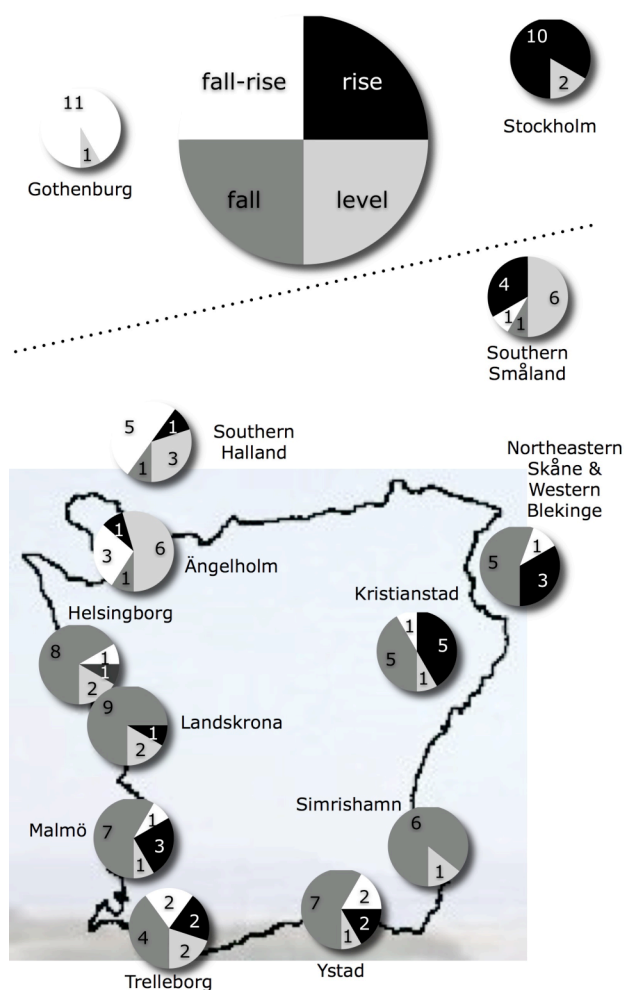 fall-rise
rise
fall
level
10
2
Stockholm
11
1
Gothenburg
4
6
1
1
Southern
Småland
5
1
3
1
Southern
Halland
Northeastern
Skåne &
Western
Blekinge
5
1
3
1
3
6
1
Ängelholm
Kristianstad
1
5
5
1
Helsingborg
8
1
1
2
9
1
2
Landskrona
Malmö
7
1
3
1
Simrishamn
6
1
2
2
4
2
Trelleborg
7
2
2
1
Ystad